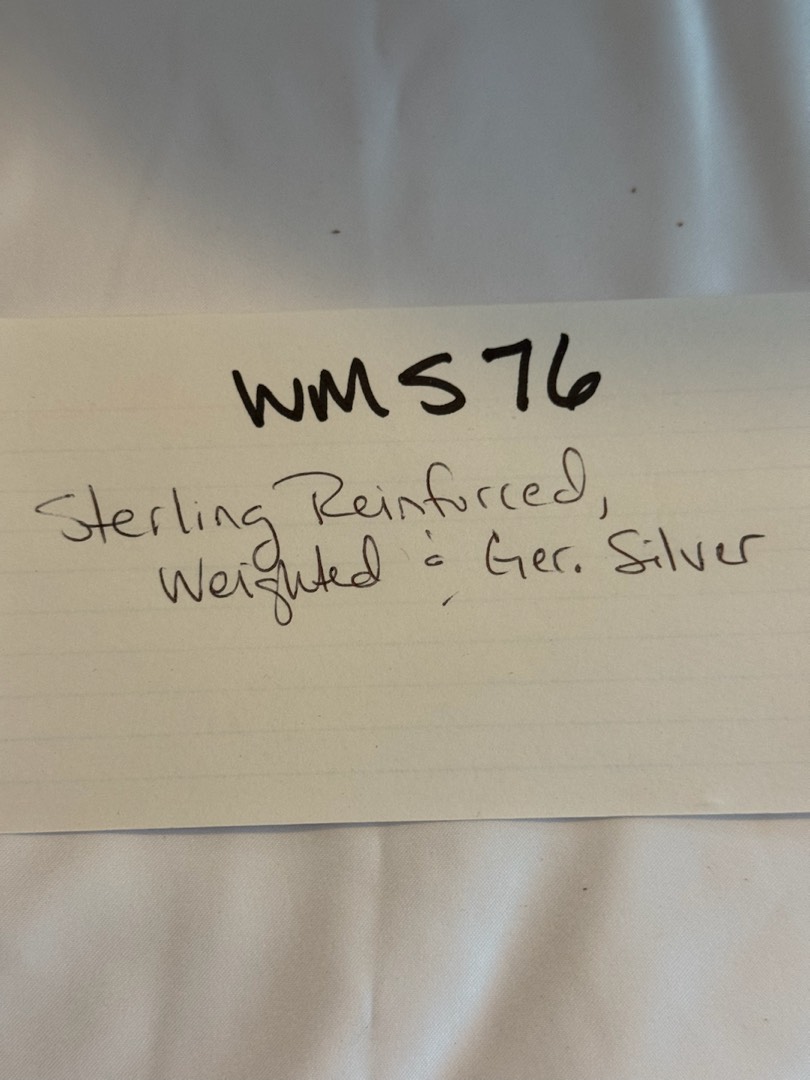 WMS76
Sterling Reinforced,
Weighted & Ger. Silver